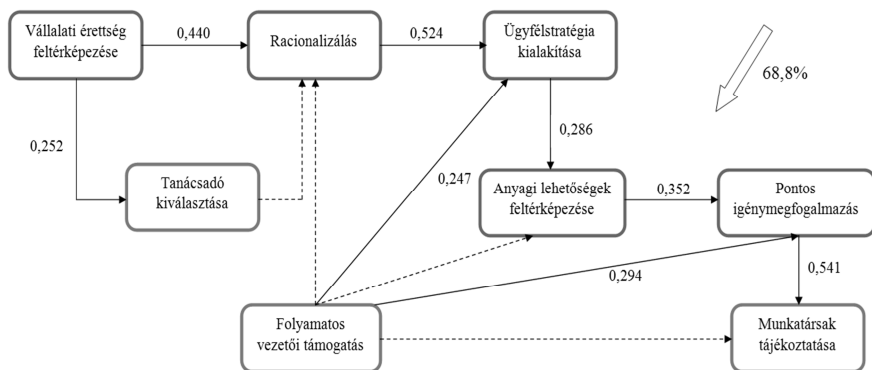 Vállalati érettség
feltérképezése
0,440
Racionalizálás
0,524
Ügyfélstratégia
kialakítása
68,8%
0,252
0,286
Tanácsadó
kiválasztása
0,247
Anyagi lehetőségek
feltérképezése
0,352
Pontos
igénymegfogalmazás
0,294
0,541
Folyamatos
vezetői támogatás
Munkatársak
tájékoztatása